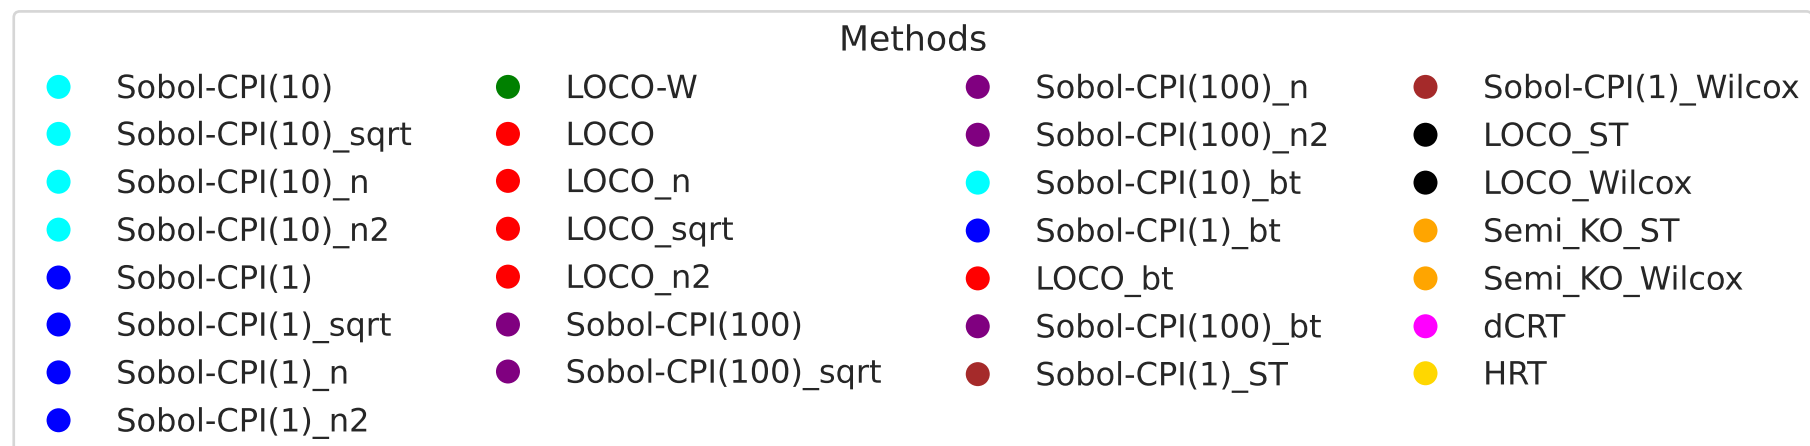 Methods
Sobol-CPI(10)
Sobol-CPI(10)_sqrt
Sobol-CPI(10)_n
Sobol-CPI(10)_n2
Sobol-CPI(1)
Sobol-CPI(1)_sqrt
Sobol-CPI(1)_n
Sobol-CPI(1)_n2
LOCO-W
LOCO
LOCO_n
LOCO_sqrt
LOCO_n2
Sobol-CPI(100)
Sobol-CPI(100)_sqrt
Sobol-CPI(100)_n
Sobol-CPI(100)_n2
Sobol-CPI(10)_bt
Sobol-CPI(1)_bt
LOCO_bt
Sobol-CPI(100)_bt
Sobol-CPI(1)_ST
Sobol-CPI(1)_Wilcox
LOCO_ST
LOCO_Wilcox
Semi_KO_ST
Semi_KO_Wilcox
dCRT
HRT